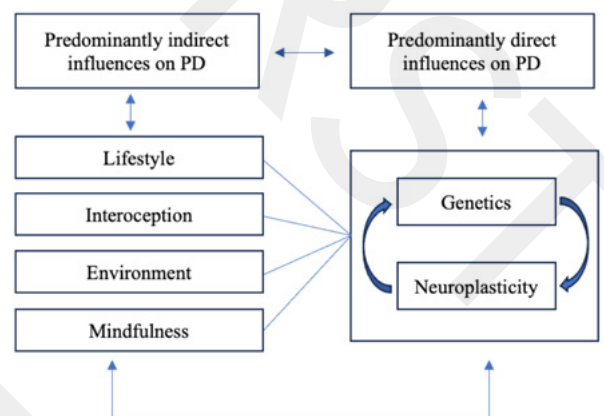 Predominantly indirect
influences on PD
Predominantly direct
influences on PD
Lifestyle
Interoception
Environment
Mindfulness
Genetics
Neuroplasticity